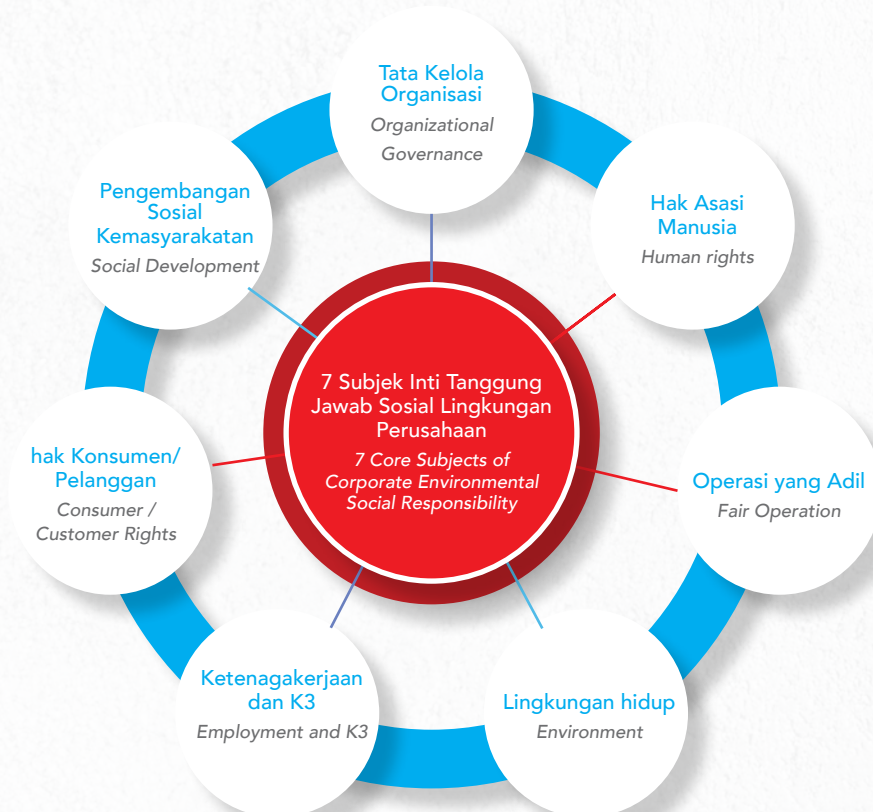 Tata Kelola
Organisasi
Organizational
Governance
Hak Asasi
Manusia
Human rights
Operasi yang Adil
Fair Operation
Lingkungan hidup
Environment
Ketenagakerjaan
dan K3
Employment and K3
hak Konsumen/
Pelanggan
Consumer /
Customer Rights
Pengembangan
Sosial
Kemasyarakatan
Social Development
7 Subjek Inti Tanggung
Jawab Sosial Lingkungan
Perusahaan
7 Core Subjects of
Corporate Environmental
Social Responsibility